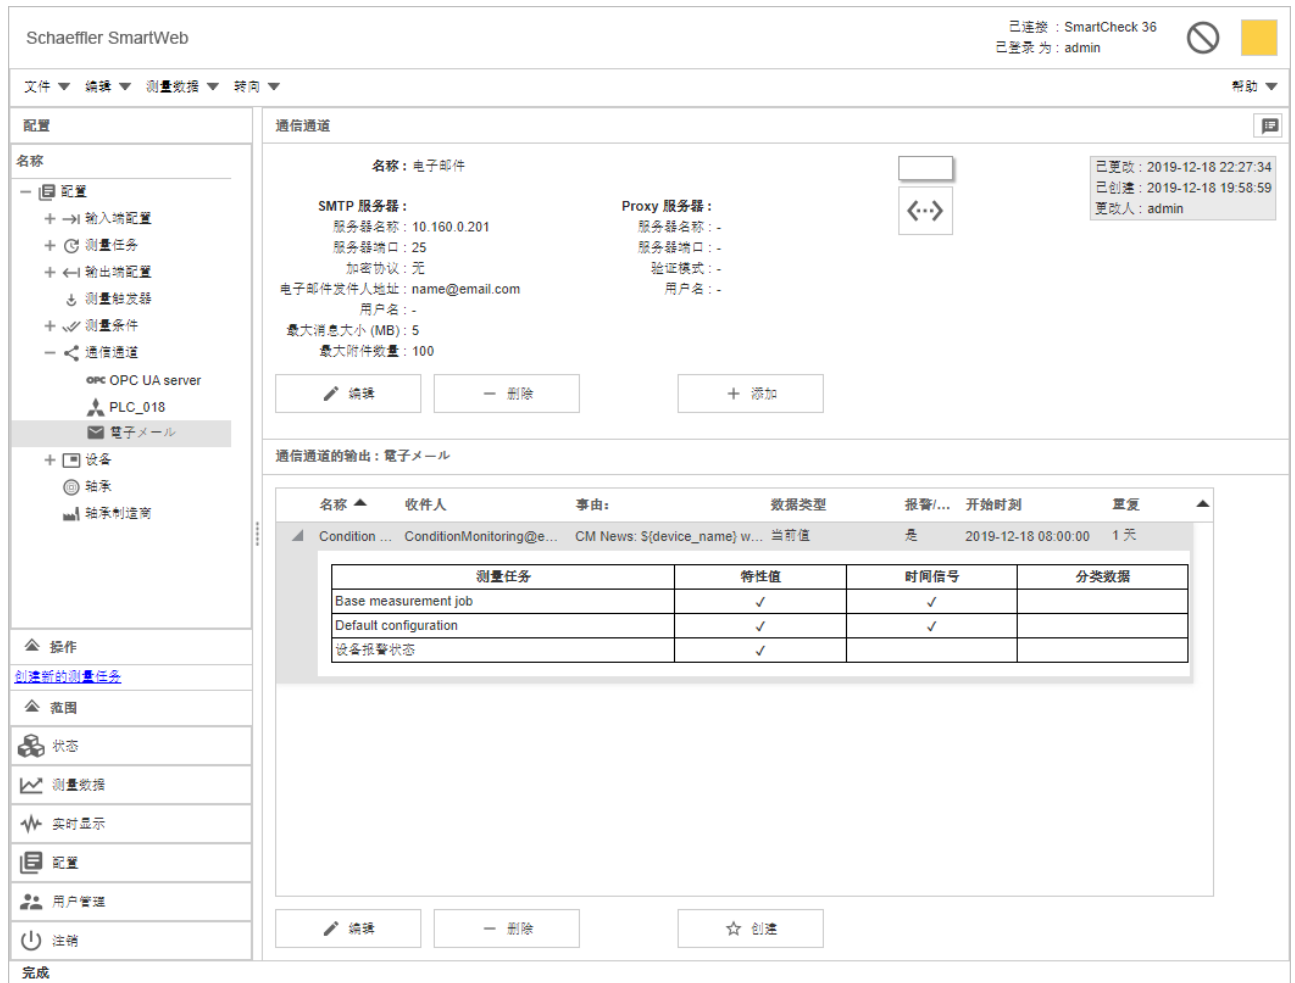 Schaeffler SmartWeb
已连接 : SmartCheck 36
已登录 为 : admin
文件 编辑 测量数据 转向 帮助
配置
名称
配置
输入端配置
测量任务
输出端配置
测量触发器
测量条件
通信通道
OPC OPC UA server
PLC_018
電子メール
设备
轴承
轴承制造商
操作
创建新的测量任务
范围
状态
测量数据
实时显示
配置
用户管理
注销
完成
通信通道
名称 : 电子邮件
SMTP 服务器 :
服务器名称 : 10.160.0.201
服务器端口 : 25
加密协议 : 无
电子邮件发件人地址 : name@email.com
用户名 : -
最大消息大小 (MB) : 5
最大附件数量 : 100
Proxy 服务器 :
服务器名称 : -
服务器端口 : -
验证模式 : -
用户名 : -
已更改 : 2019-12-18 22:27:34
已创建 : 2019-12-18 19:58:59
更改人 : admin
编辑 删除 添加
通信通道的输出 : 電子メール
名称 收件人 事由: 数据类型 报警/... 开始时刻 重复
Condition ... ConditionMonitoring@e... CM News: ${device_name} w... 当前值 是 2019-12-18 08:00:00 1 天
测量任务 特性值 时间信号 分类数据
Base measurement job ✓ ✓
Default configuration ✓ ✓
设备报警状态 ✓
编辑 删除 创建